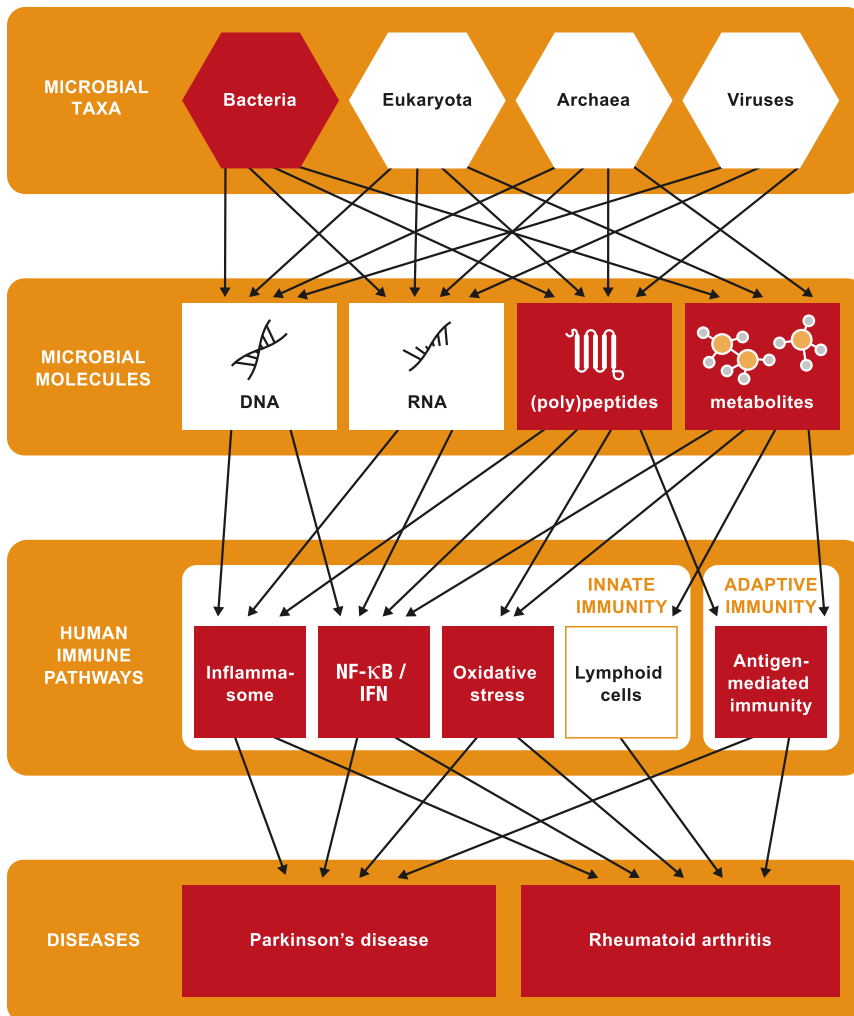 MICROBIAL
TAXA
Bacteria
Eukaryota
Archaea
Viruses
MICROBIAL
MOLECULES
DNA
RNA
(poly)peptides
metabolites
HUMAN
IMMUNE
PATHWAYS
INNATE
IMMUNITY
ADAPTIVE
IMMUNITY
Inflamma-
some
NF-κB /
IFN
Oxidative
stress
Lymphoid
cells
Antigen-
mediated
immunity
DISEASES
Parkinson’s disease
Rheumatoid arthritis